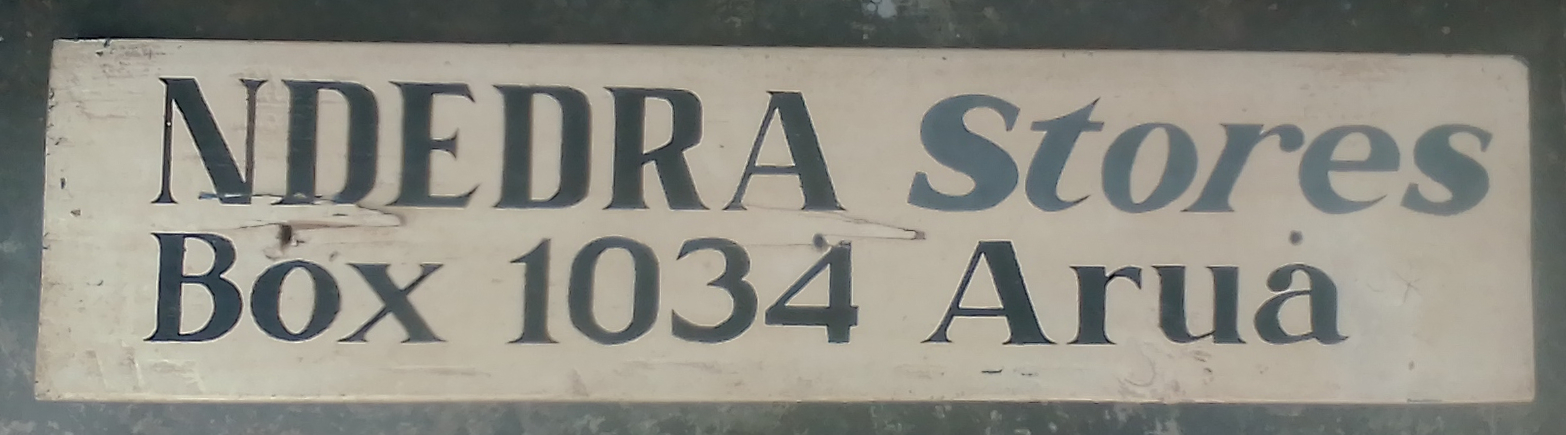 NDEDRA Stores
Box 1034 Arua